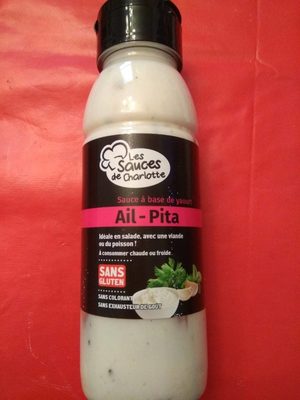 Les
Sauces
de Charlotte
Sauce à base de yaourt
Ail - Pita
Idéale en salade, avec une viande
ou du poisson !
À consommer chaude ou froide
SANS
GLUTEN
SANS COLORANT
SANS EXHAUSTEUR DE GOÛT